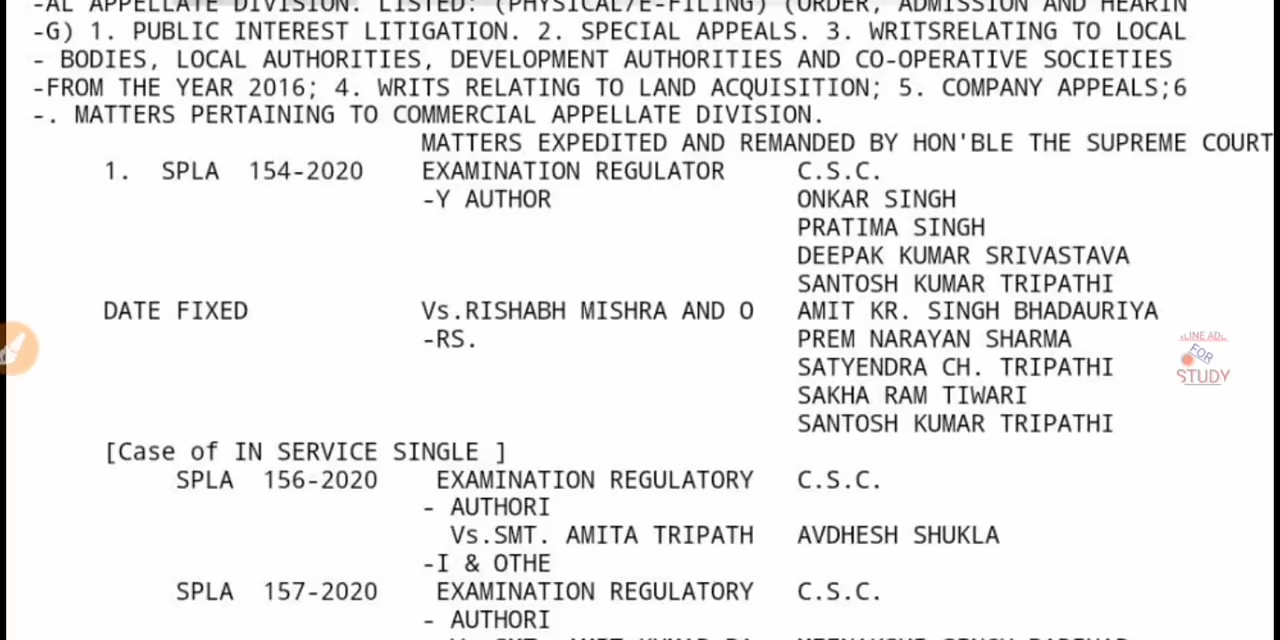 -AL APPELLATE DIVISION. LISTED: (PHYSICAL/E-FILING) (ORDER, ADMISSION AND HEARIN
-G) 1. PUBLIC INTEREST LITIGATION. 2. SPECIAL APPEALS. 3. WRITSRELATING TO LOCAL
- BODIES, LOCAL AUTHORITIES, DEVELOPMENT AUTHORITIES AND CO-OPERATIVE SOCIETIES
-FROM THE YEAR 2016; 4. WRITS RELATING TO LAND ACQUISITION; 5. COMPANY APPEALS;6
-. MATTERS PERTAINING TO COMMERCIAL APPELLATE DIVISION.
MATTERS EXPEDITED AND REMANDED BY HON'BLE THE SUPREME COURT
1. SPLA 154-2020 EXAMINATION REGULATOR C.S.C.
-Y AUTHOR ONKAR SINGH
PRATIMA SINGH
DEEPAK KUMAR SRIVASTAVA
SANTOSH KUMAR TRIPATHI
DATE FIXED Vs.RISHABH MISHRA AND O AMIT KR. SINGH BHADAURIYA
-RS. PREM NARAYAN SHARMA
SATYENDRA CH. TRIPATHI
SAKHA RAM TIWARI
SANTOSH KUMAR TRIPATHI
[Case of IN SERVICE SINGLE ]
SPLA 156-2020 EXAMINATION REGULATORY C.S.C.
- AUTHORI
Vs.SMT. AMITA TRIPATH AVDHESH SHUKLA
-I & OTHE
SPLA 157-2020 EXAMINATION REGULATORY C.S.C.
- AUTHORI
FOR
STUDY